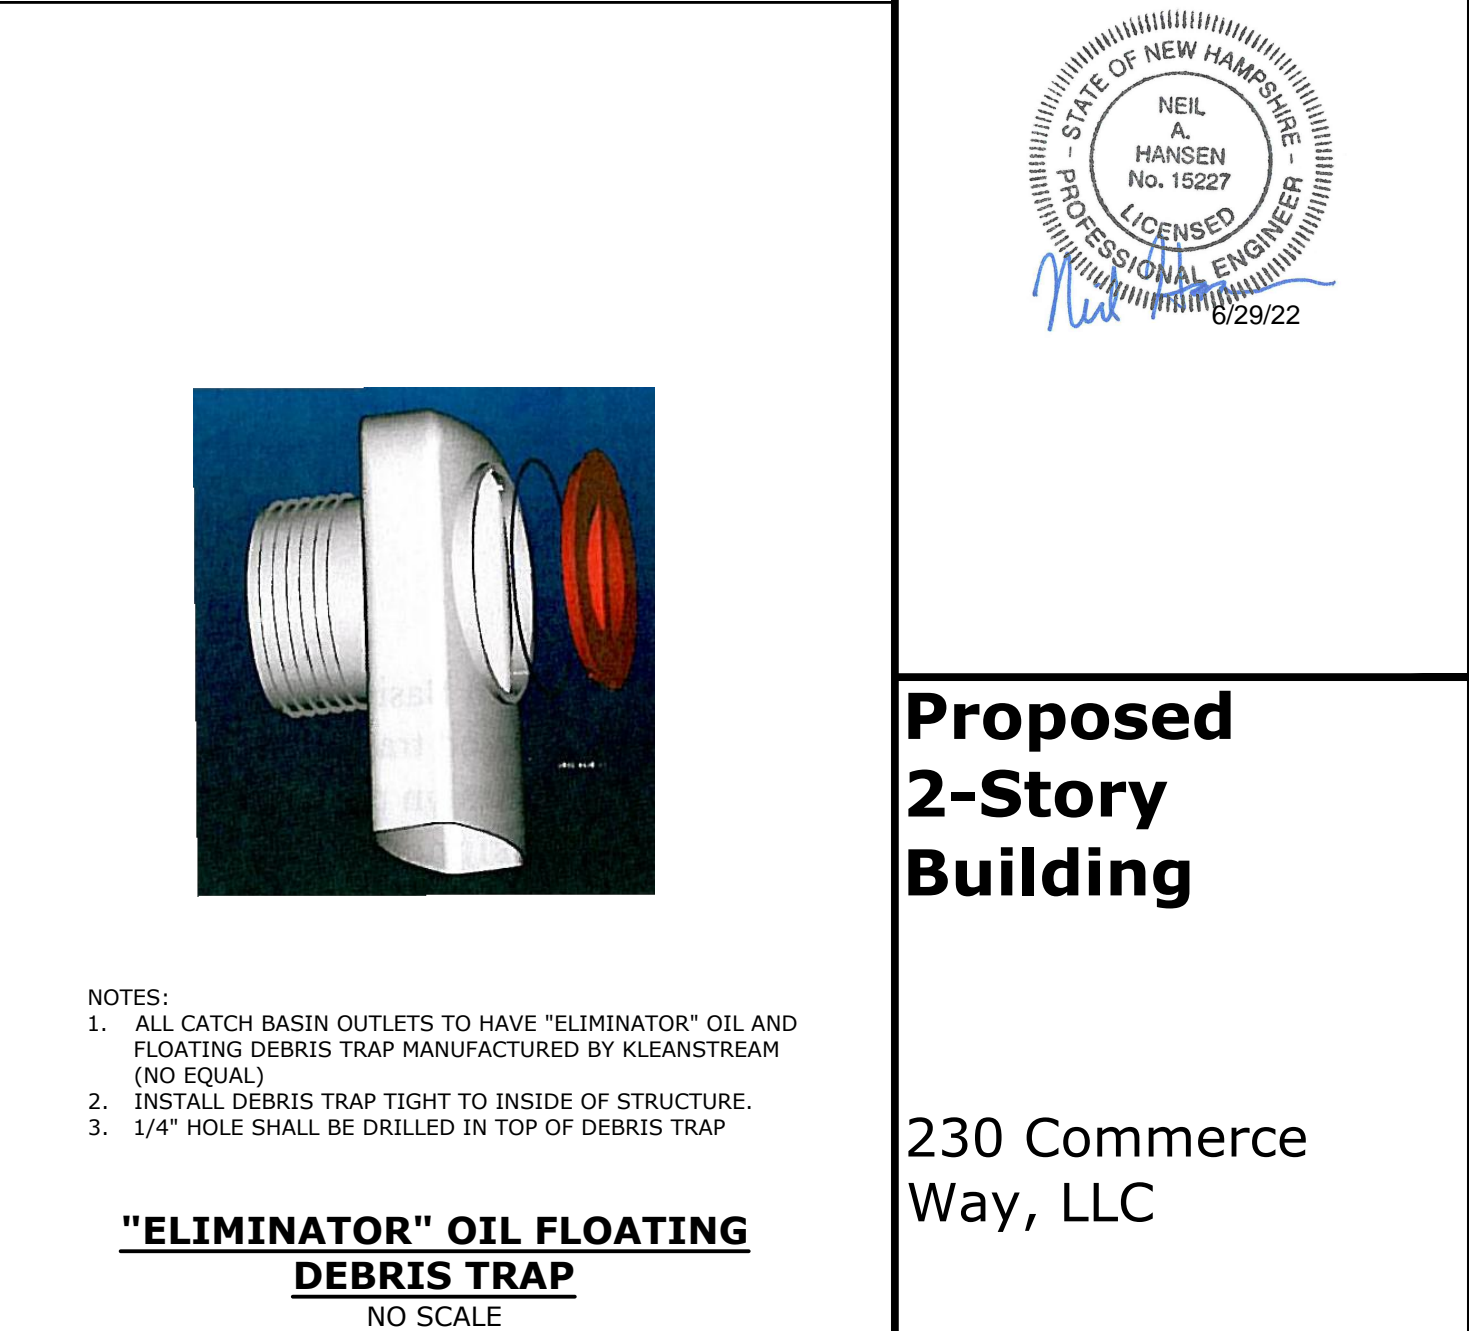 NOTES:
1. ALL CATCH BASIN OUTLETS TO HAVE "ELIMINATOR" OIL AND
FLOATING DEBRIS TRAP MANUFACTURED BY KLEANSTREAM
(NO EQUAL)
2. INSTALL DEBRIS TRAP TIGHT TO INSIDE OF STRUCTURE.
3. 1/4" HOLE SHALL BE DRILLED IN TOP OF DEBRIS TRAP
"ELIMINATOR" OIL FLOATING
DEBRIS TRAP
NO SCALE
STATE OF NEW HAMPSHIRE
NEIL
A.
HANSEN
No. 15227
LICENSED
PROFESSIONAL ENGINEER
Neil
6/29/22
Proposed
2-Story
Building
230 Commerce
Way, LLC